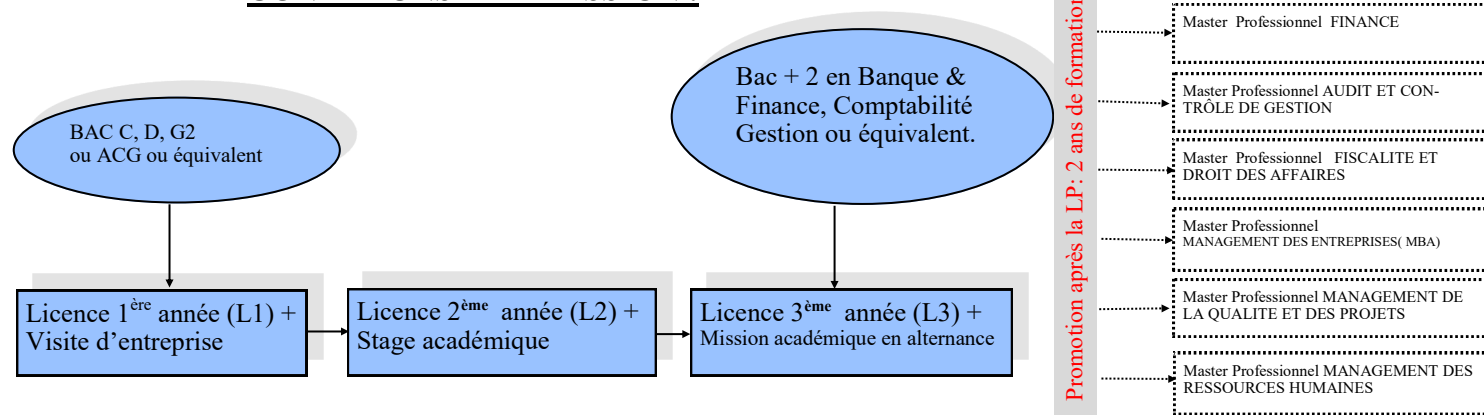 BAC C, D, G2
ou ACG ou équivalent
Bac + 2 en Banque &
Finance, Comptabilité
Gestion ou équivalent.
Licence 1ère année (L1) +
Visite d'entreprise
Licence 2ème année (L2) +
Stage académique
Licence 3ème année (L3) +
Mission académique en alternance
Promotion après la LP: 2 ans de formation
Master Professionnel FINANCE
Master Professionnel AUDIT ET CON-
TRÔLE DE GESTION
Master Professionnel FISCALITE ET
DROIT DES AFFAIRES
Master Professionnel
MANAGEMENT DES ENTREPRISES( MBA)
Master Professionnel MANAGEMENT DE
LA QUALITE ET DES PROJETS
Master Professionnel MANAGEMENT DES
RESSOURCES HUMAINES